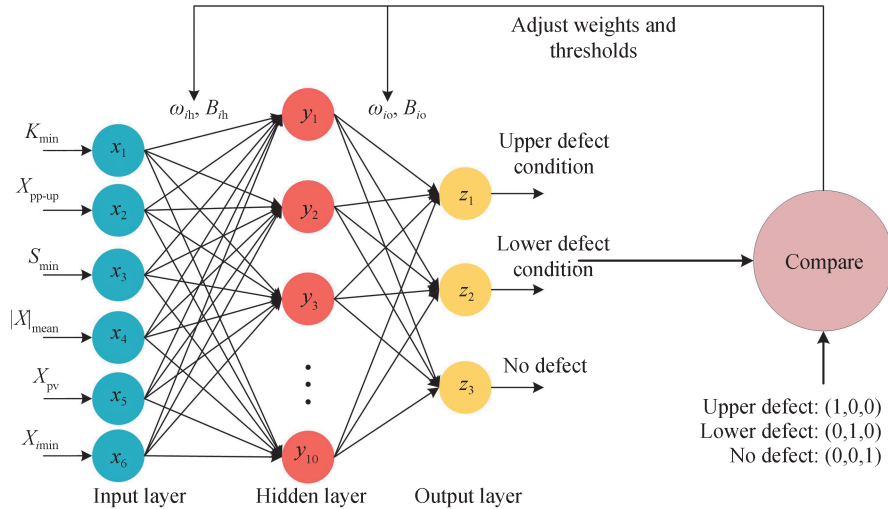 Adjust weights and
thresholds
ωih, Bih
ωio, Bio
Kmin
Xpp-up
Smin
|X|mean
Xpv
Ximin
x1
x2
x3
x4
x5
x6
y1
y2
y3
y10
z1
z2
z3
Upper defect
condition
Lower defect
condition
No defect
Compare
Upper defect: (1,0,0)
Lower defect: (0,1,0)
No defect: (0,0,1)
Input layer
Hidden layer
Output layer